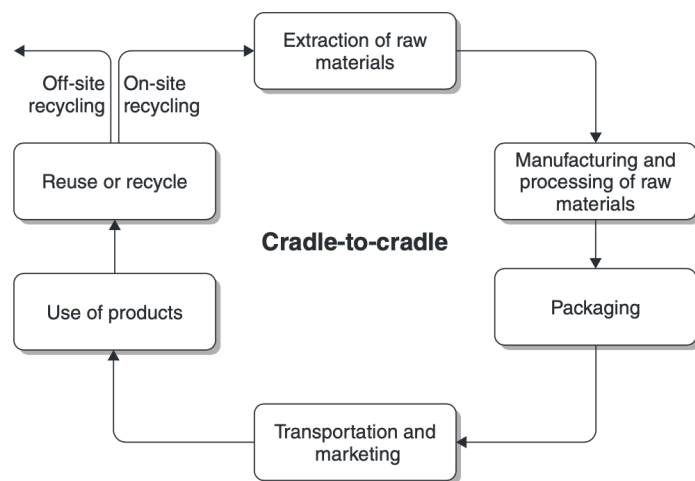 Extraction of raw
materials
Off-site
recycling
On-site
recycling
Reuse or recycle
Manufacturing and
processing of raw
materials
Cradle-to-cradle
Use of products
Packaging
Transportation and
marketing